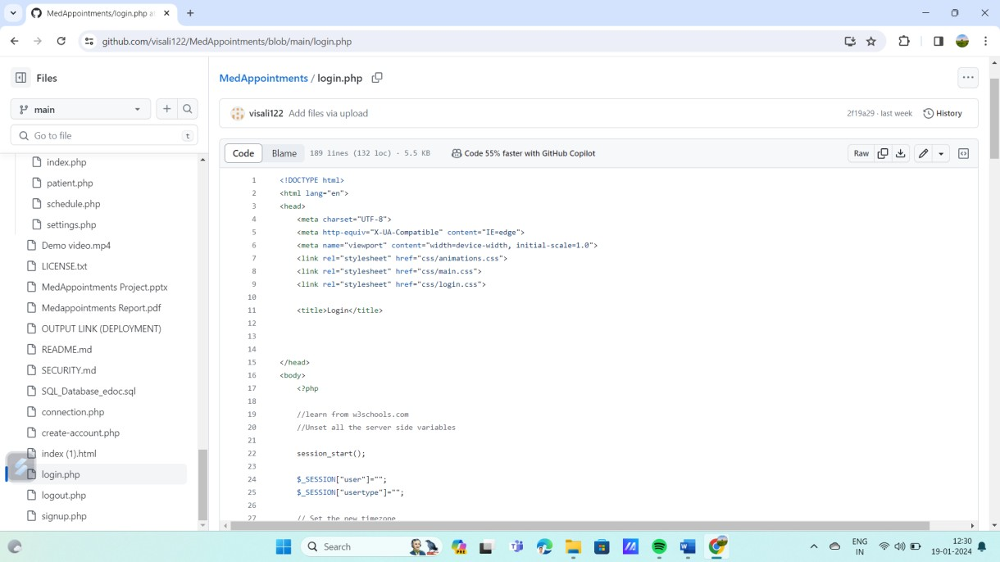 MedAppointments/login.php at
github.com/visali122/MedAppointments/blob/main/login.php
Files
main
Go to file
t
index.php
patient.php
schedule.php
settings.php
Demo video.mp4
LICENSE.txt
MedAppointments Project.pptx
Medappointments Report.pdf
OUTPUT LINK (DEPLOYMENT)
README.md
SECURITY.md
SQL_Database_edoc.sql
connection.php
create-account.php
index (1).html
login.php
logout.php
signup.php
MedAppointments / login.php
visali122 Add files via upload
2f19a29 · last week
History
Code
Blame
189 lines (132 loc) · 5.5 KB
Code 55% faster with GitHub Copilot
Raw
1 <!DOCTYPE html>
2 <html lang="en">
3 <head>
4 <meta charset="UTF-8">
5 <meta http-equiv="X-UA-Compatible" content="IE=edge">
6 <meta name="viewport" content="width=device-width, initial-scale=1.0">
7 <link rel="stylesheet" href="css/animations.css">
8 <link rel="stylesheet" href="css/main.css">
9 <link rel="stylesheet" href="css/login.css">
10
11 <title>Login</title>
12
13
14
15 </head>
16 <body>
17 <?php
18
19 //learn from w3schools.com
20 //Unset all the server side variables
21
22 session_start();
23
24 $_SESSION["user"]="";
25 $_SESSION["usertype"]="";
26
27 // Set the new timezone
Search
PRE
ENG
IN
12:30
19-01-2024